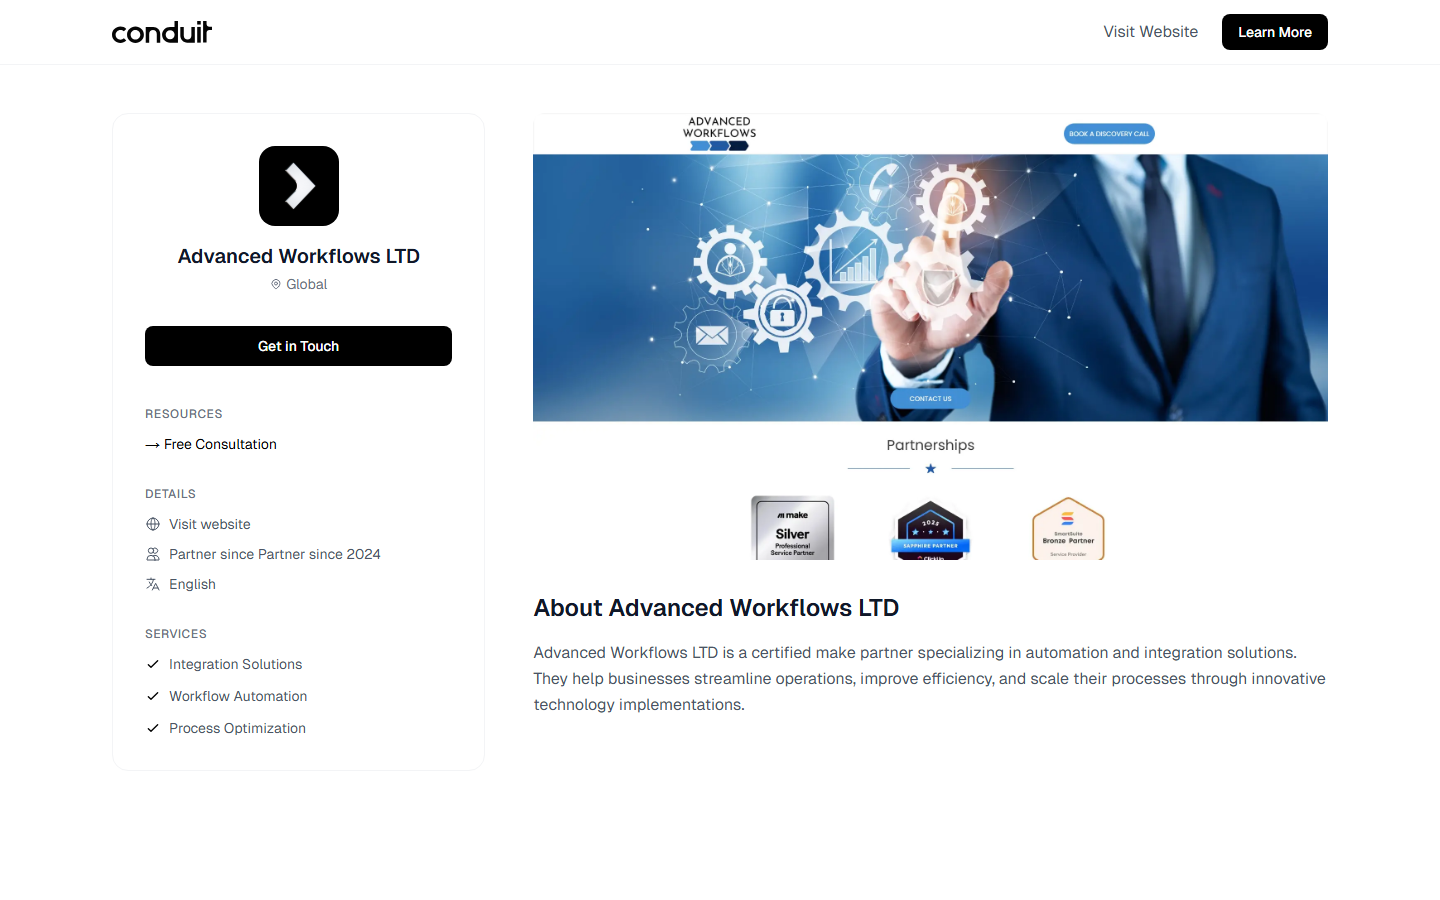 conduit
Visit Website
Learn More
Advanced Workflows LTD
Global
Get in Touch
RESOURCES
→ Free Consultation
DETAILS
Visit website
Partner since Partner since 2024
English
SERVICES
Integration Solutions
Workflow Automation
Process Optimization
ADVANCED
WORKFLOWS
BOOK A DISCOVERY CALL
CONTACT US
Partnerships
make
Silver
Professional
Service Partner
2025
SAPPHIRE PARTNER
ClickUp
SmartSuite
Bronze Partner
Service Provider
About Advanced Workflows LTD
Advanced Workflows LTD is a certified make partner specializing in automation and integration solutions.
They help businesses streamline operations, improve efficiency, and scale their processes through innovative
technology implementations.